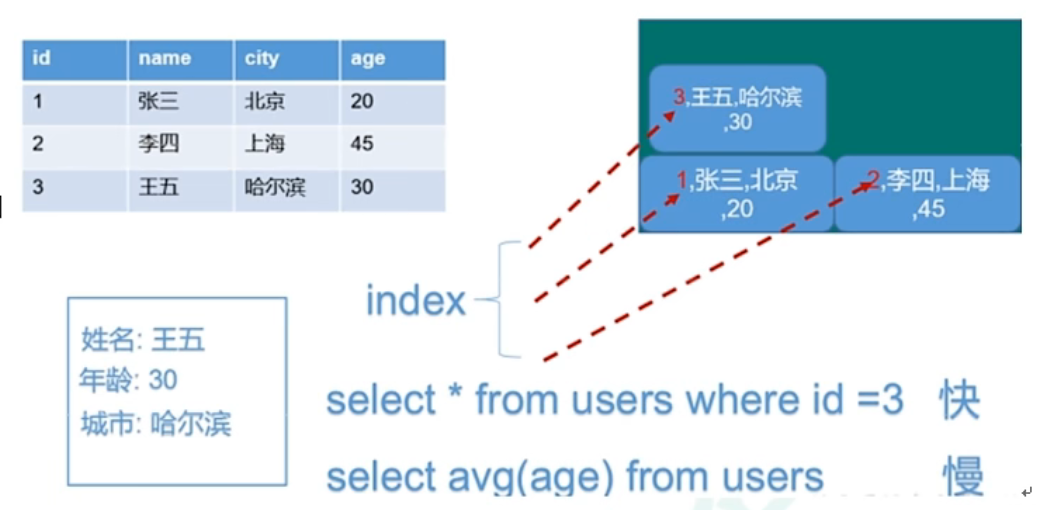 id name city age
1 张三 北京 20
2 李四 上海 45
3 王五 哈尔滨 30
3,王五,哈尔滨
,30
1,张三,北京
,20
2,李四,上海
,45
index
姓名: 王五
年龄: 30
城市: 哈尔滨
select * from users where id =3 快
select avg(age) from users 慢